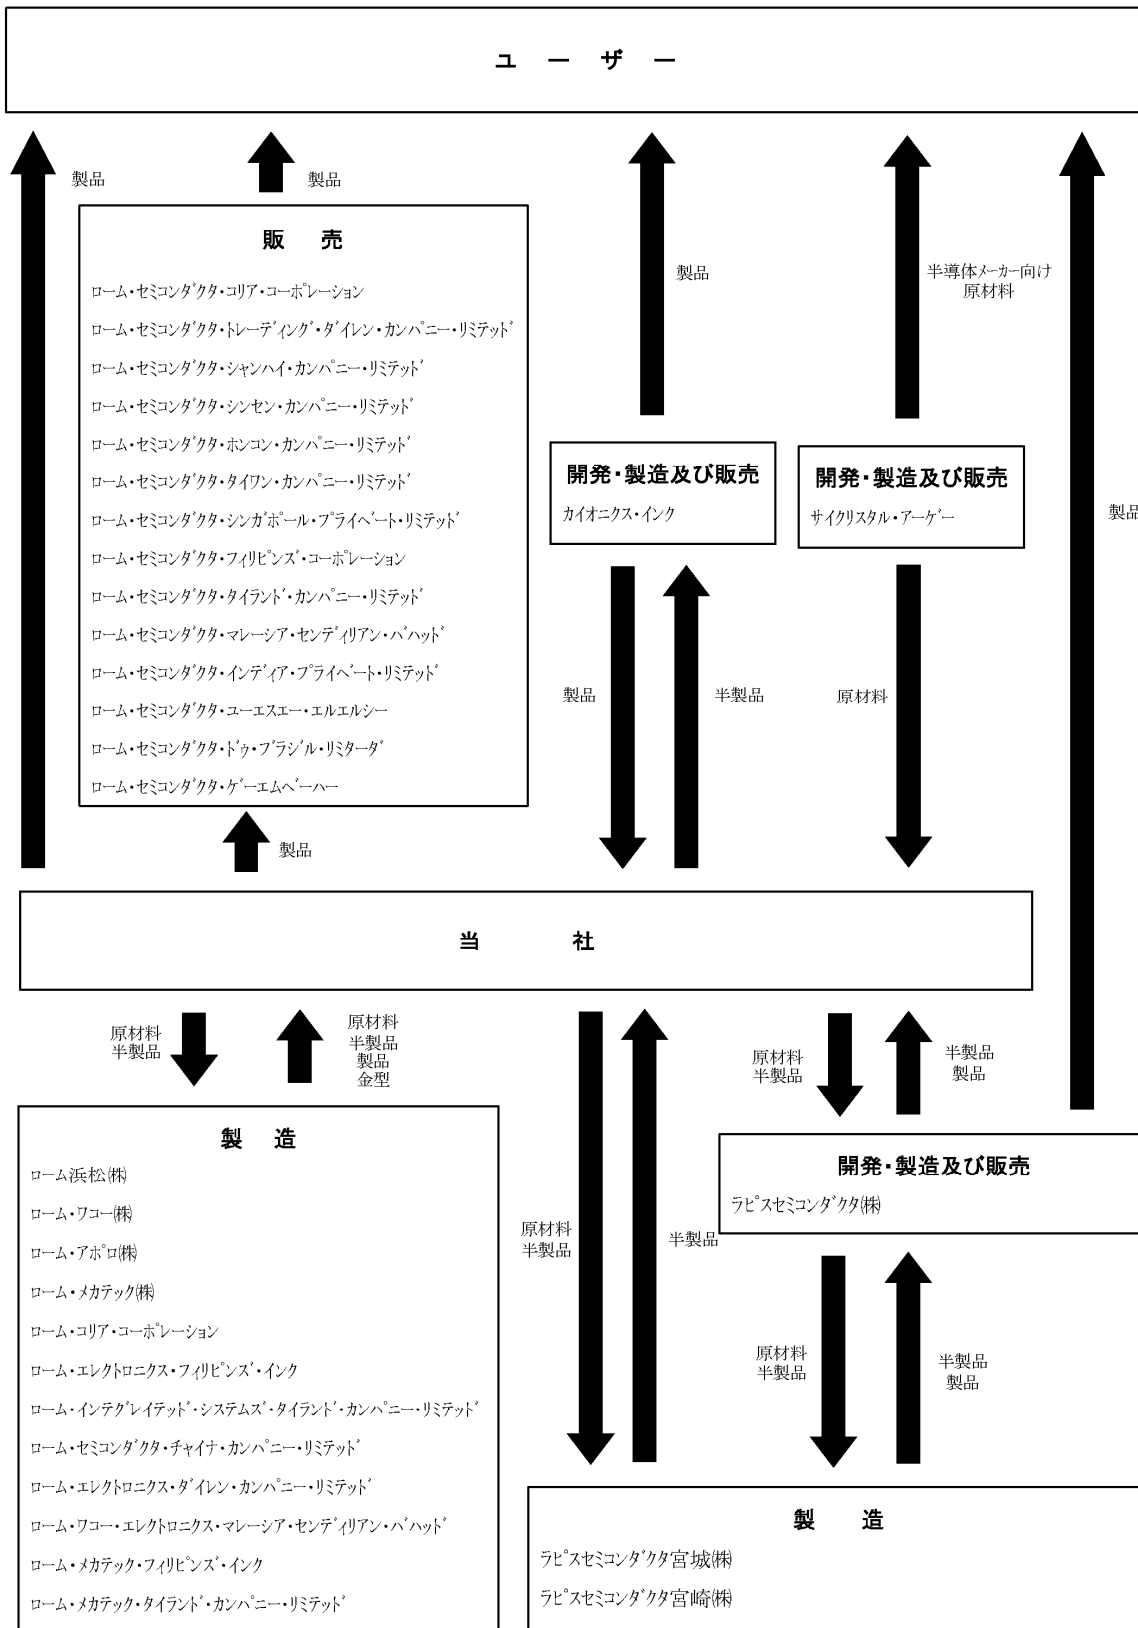 ユーザー
製品
製品
販売
ローム・セミコンダクタ・コリア・コーポレーション
ローム・セミコンダクタ・トレーディング・ダイレン・カンパニー・リミテッド
ローム・セミコンダクタ・シャンハイ・カンパニー・リミテッド
ローム・セミコンダクタ・シンセン・カンパニー・リミテッド
ローム・セミコンダクタ・ホンコン・カンパニー・リミテッド
ローム・セミコンダクタ・タイワン・カンパニー・リミテッド
ローム・セミコンダクタ・シンガポール・プライベート・リミテッド
ローム・セミコンダクタ・フィリピンズ・コーポレーション
ローム・セミコンダクタ・タイランド・カンパニー・リミテッド
ローム・セミコンダクタ・マレーシア・センディリアン・バハッド
ローム・セミコンダクタ・インディア・プライベート・リミテッド
ローム・セミコンダクタ・ユーエスエー・エルエルシー
ローム・セミコンダクタ・ドゥ・ブラジル・リミターダ
ローム・セミコンダクタ・ゲーエムベーハー
製品
製品
半導体メーカー向け
原材料
開発・製造及び販売
カイオニクス・インク
開発・製造及び販売
サイクリスタル・アーゲー
製品
製品
半製品
原材料
当社
原材料
半製品
原材料
半製品
製品
金型
原材料
半製品
半製品
製品
製造
ローム浜松㈱
ローム・ワコー㈱
ローム・アポロ㈱
ローム・メカテック㈱
ローム・コリア・コーポレーション
ローム・エレクトロニクス・フィリピンズ・インク
ローム・インテグレイテッド・システムズ・タイランド・カンパニー・リミテッド
ローム・セミコンダクタ・チャイナ・カンパニー・リミテッド
ローム・エレクトロニクス・ダイレン・カンパニー・リミテッド
ローム・ワコー・エレクトロニクス・マレーシア・センディリアン・バハッド
ローム・メカテック・フィリピンズ・インク
ローム・メカテック・タイランド・カンパニー・リミテッド
原材料
半製品
半製品
開発・製造及び販売
ラピスセミコンダクタ㈱
原材料
半製品
半製品
製品
製造
ラピスセミコンダクタ宮城㈱
ラピスセミコンダクタ宮崎㈱